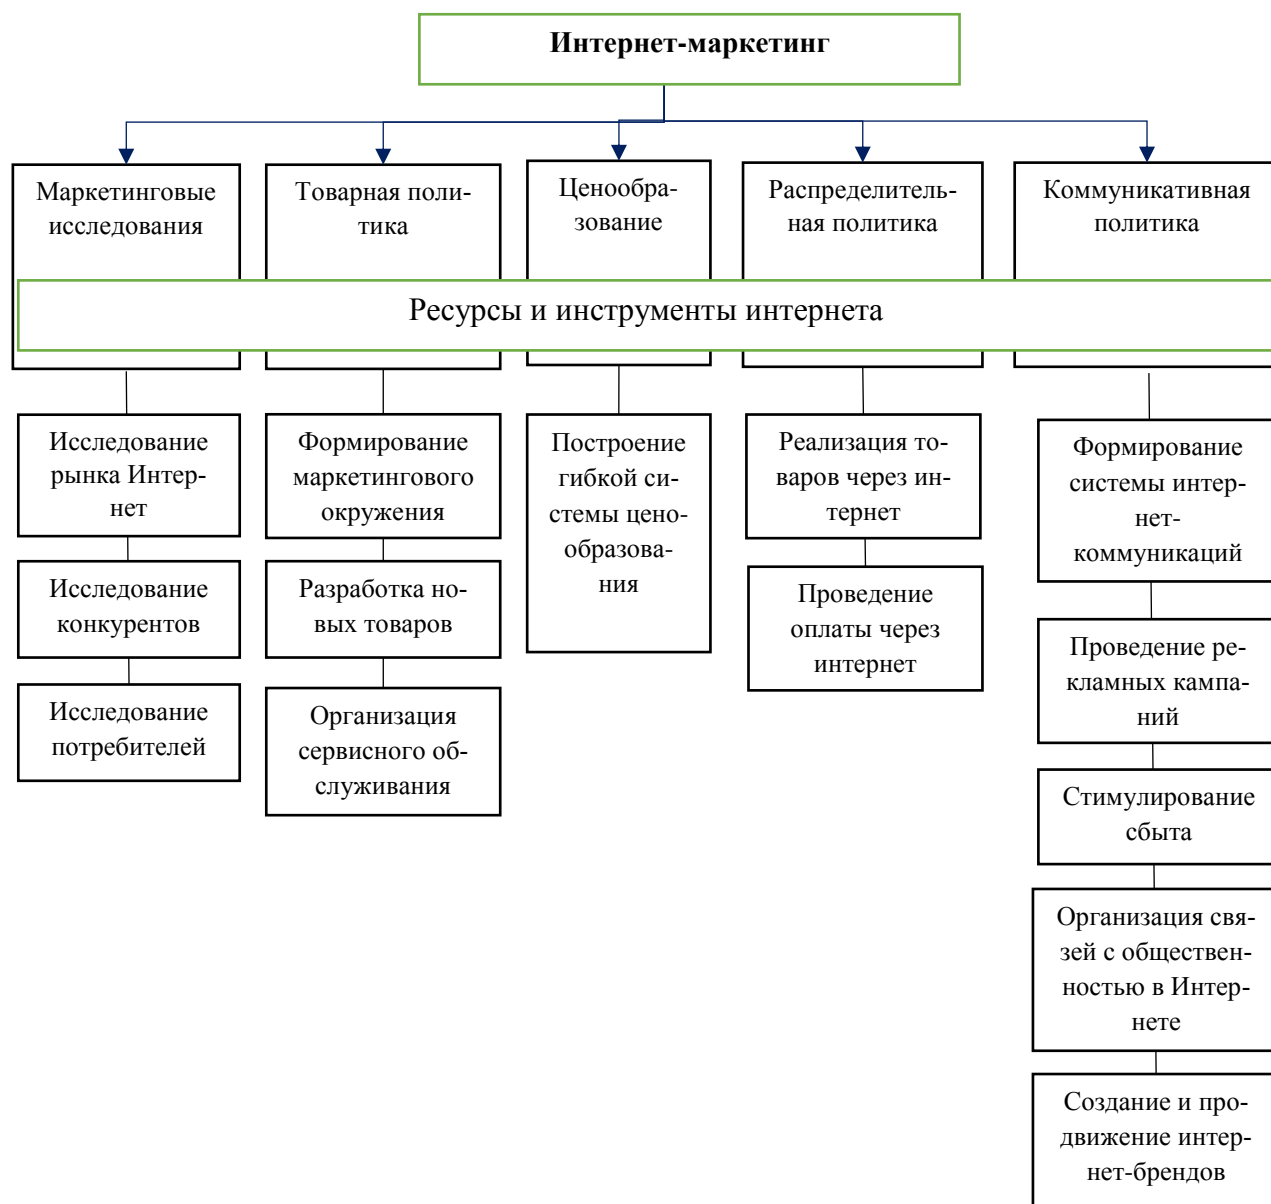 Интернет-маркетинг
Маркетинговые
исследования
Товарная поли-
тика
Ценообра-
зование
Распределитель-
ная политика
Коммуникативная
политика
Ресурсы и инструменты интернета
Исследование
рынка Интер-
нет
Исследование
конкурентов
Исследование
потребителей
Формирование
маркетингового
окружения
Разработка но-
вых товаров
Организация
сервисного об-
служивания
Построение
гибкой си-
стемы цено-
образова-
ния
Реализация то-
варов через ин-
тернет
Проведение
оплаты через
интернет
Формирование
системы интер-
нет-
коммуникаций
Проведение ре-
кламных кампа-
ний
Стимулирование
сбыта
Организация свя-
зей с обществен-
ностью в Интер-
нете
Создание и про-
движение интер-
нет-брендов